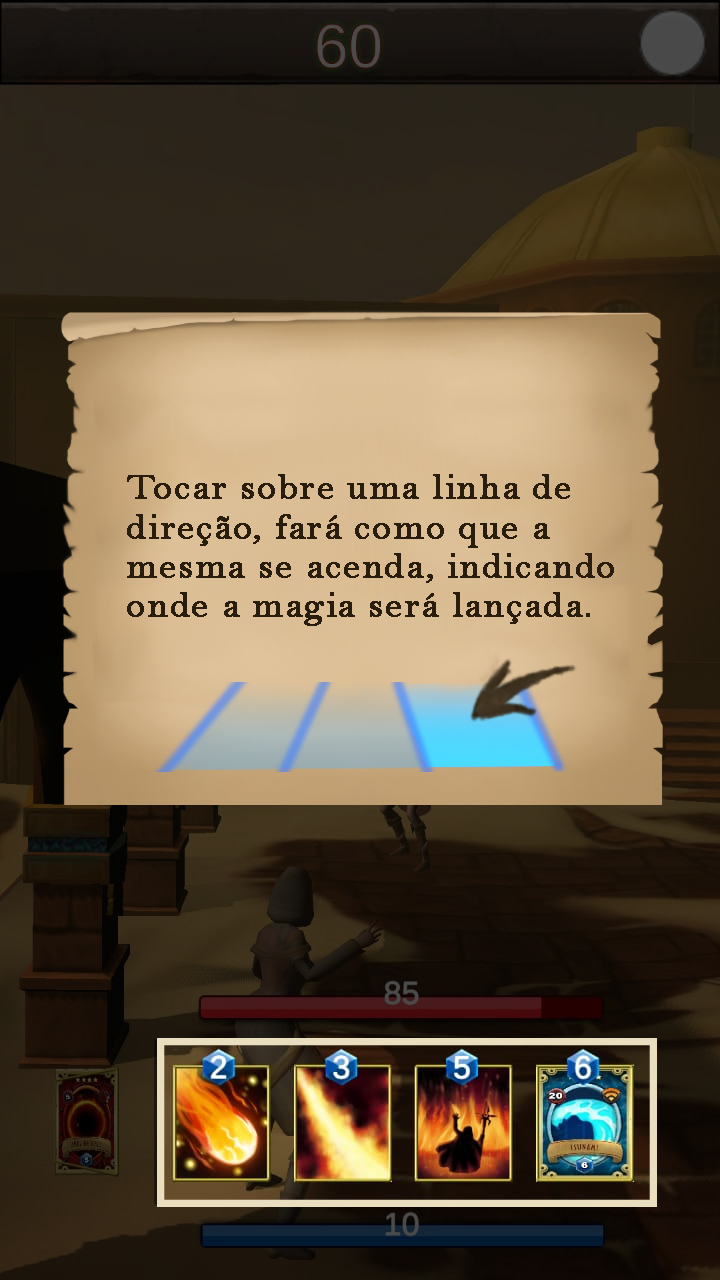 60
Tocar sobre uma linha de
direção, fará como que a
mesma se acenda, indicando
onde a magia será lançada.
85
2 3 5 6
20
TSUNAMI
6
10